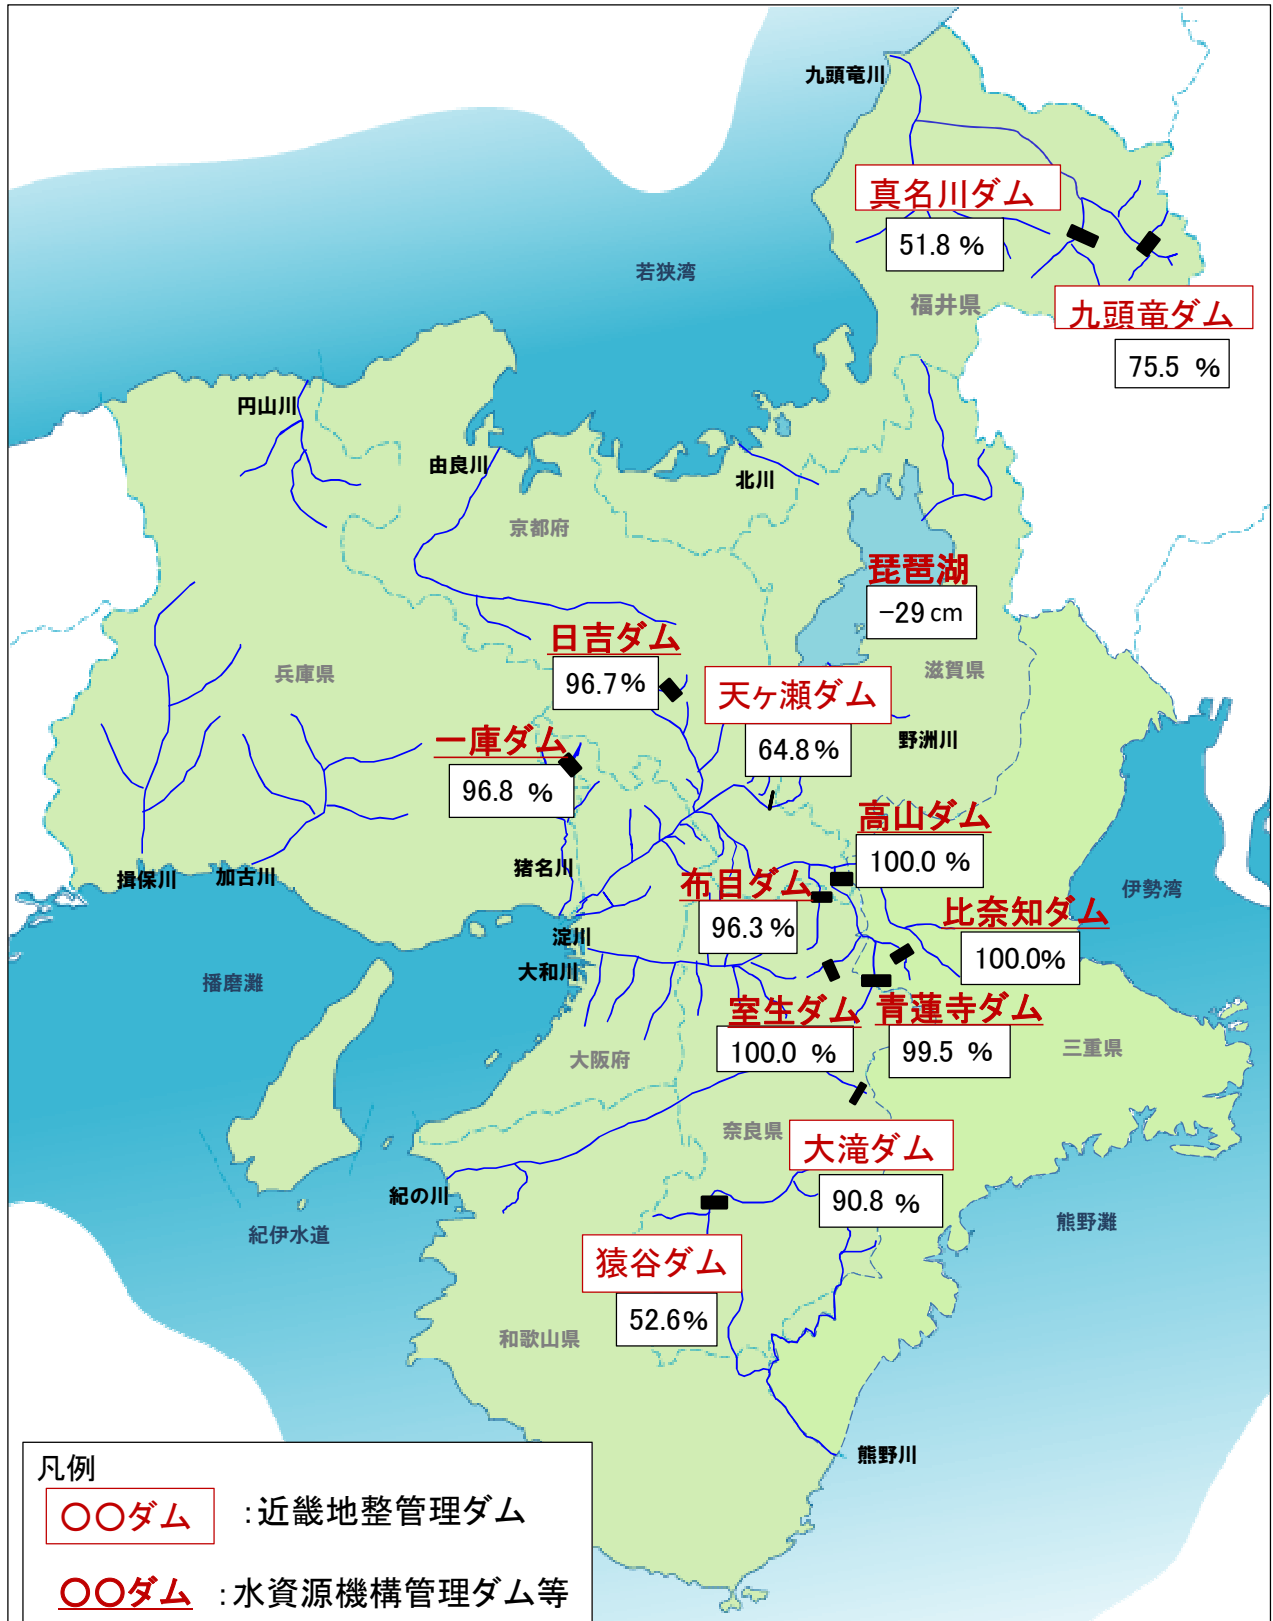 九頭竜川
真名川ダム
51.8 %
若狭湾
福井県
九頭竜ダム
75.5 %
円山川
由良川
北川
京都府
琵琶湖
-29 cm
日吉ダム
96.7%
兵庫県
滋賀県
天ヶ瀬ダム
64.8%
野洲川
一庫ダム
96.8 %
高山ダム
100.0 %
猪名川
揖保川
加古川
布目ダム
96.3 %
伊勢湾
比奈知ダム
100.0%
淀川
大和川
播磨灘
室生ダム
100.0 %
青蓮寺ダム
99.5 %
大阪府
三重県
奈良県
大滝ダム
90.8 %
紀の川
紀伊水道
熊野灘
猿谷ダム
52.6%
和歌山県
熊野川
凡例
○○ダム :近畿地整管理ダム
○○ダム :水資源機構管理ダム等